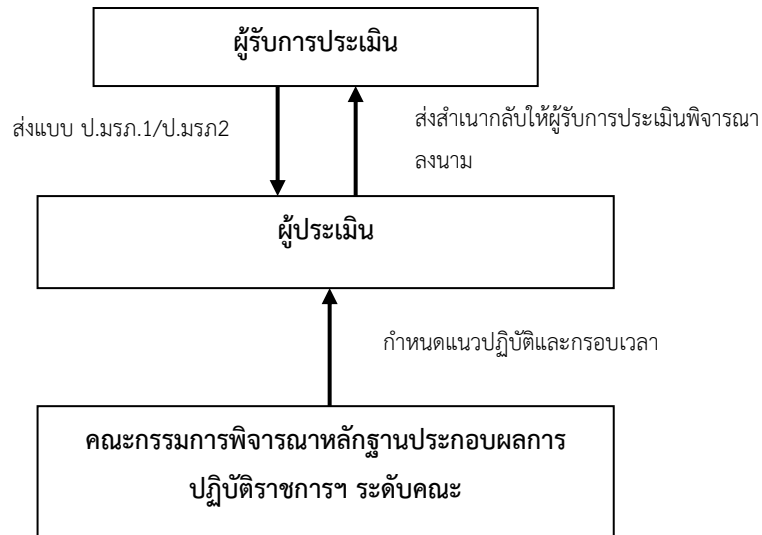 ผู้รับการประเมิน
ส่งแบบ ป.มรภ.1/ป.มรภ2
ส่งสำเนากลับให้ผู้รับการประเมินพิจารณา
ลงนาม
ผู้ประเมิน
กำหนดแนวปฏิบัติและกรอบเวลา
คณะกรรมการพิจารณาหลักฐานประกอบผลการ
ปฏิบัติราชการฯ ระดับคณะ